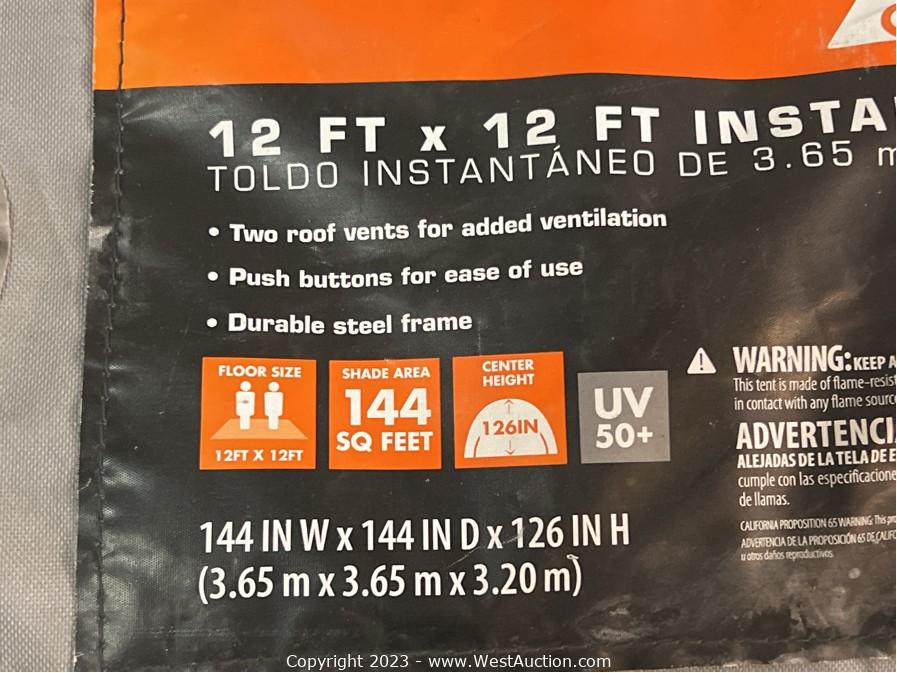 12 FT x 12 FT INSTA
TOLDO INSTANTÁNEO DE 3.65 m
• Two roof vents for added ventilation
• Push buttons for ease of use
• Durable steel frame
FLOOR SIZE
12FT X 12FT
SHADE AREA
144
SQ FEET
CENTER
HEIGHT
126IN
UV
50+
WARNING: KEEP A
This tent is made of flame-resist
in contact with any flame sourc
ADVERTENCI
ALEJADAS DE LA TELA DE E
cumple con las especificacione
de llamas.
CALIFORNIA PROPOSITION 65 WARNING: This pro
ADVERTENCIA DE LA PROPOSICIÓN 65 DE CALIFO
u otros daños reproductivos.
144 IN W x 144 IN D x 126 IN H
(3.65 m x 3.65 m x 3.20 m)
Copyright 2023 - www.WestAuction.com